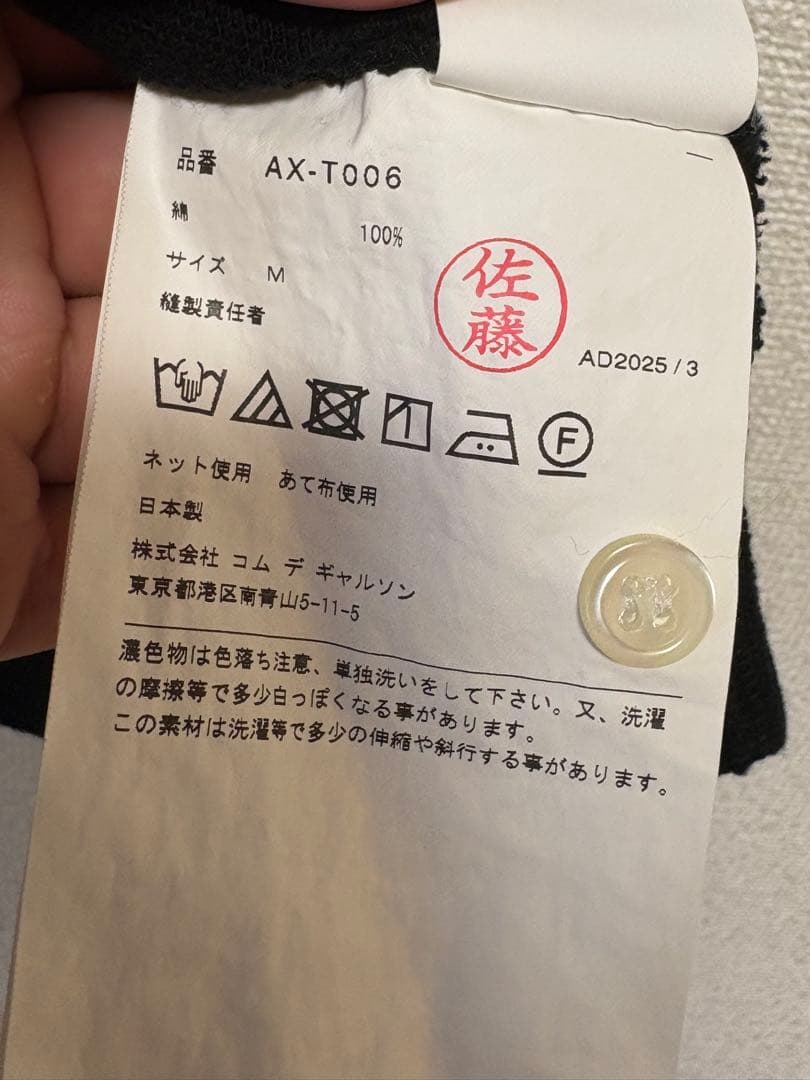 品番 AX-T006
綿 100%
サイズ M
縫製責任者
佐藤
AD2025/3
F
ネット使用 あて布使用
日本製
株式会社 コム デ ギャルソン
東京都港区南青山5-11-5
濃色物は色落ち注意、単独洗いをして下さい。又、洗濯
の摩擦等で多少白っぽくなる事があります。
この素材は洗濯等で多少の伸縮や斜行する事があります。